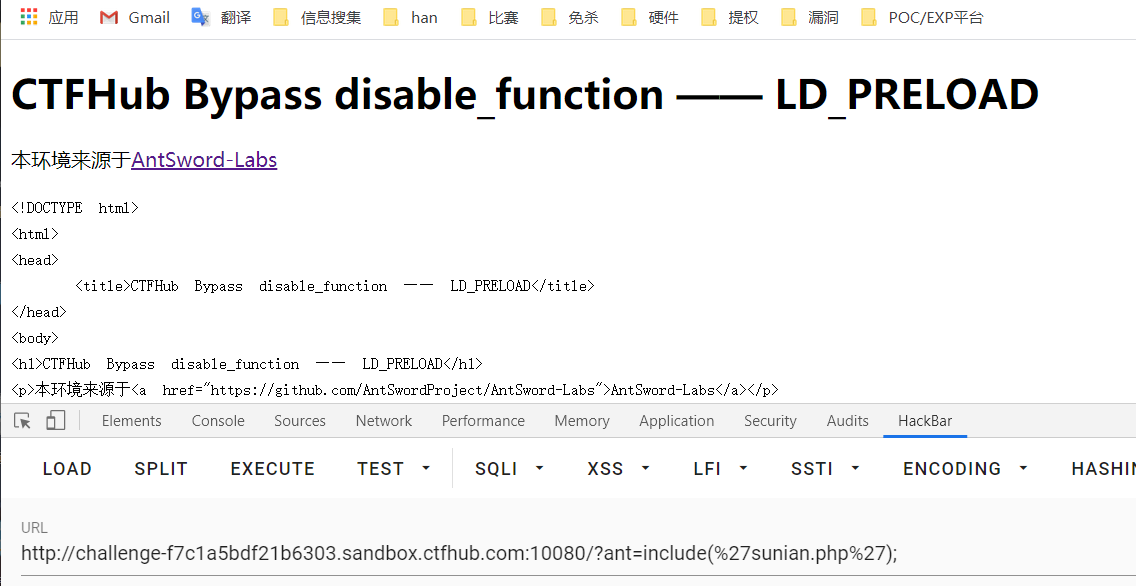 应用 Gmail 翻译 信息搜集 han 比赛 免杀 硬件 提权 漏洞 POC/EXP平台
CTFHub Bypass disable_function —— LD_PRELOAD
本环境来源于AntSword-Labs
<!DOCTYPE html>
<html>
<head>
<title>CTFHub Bypass disable_function —— LD_PRELOAD</title>
</head>
<body>
<h1>CTFHub Bypass disable_function —— LD_PRELOAD</h1>
<p>本环境来源于<a href="https://github.com/AntSwordProject/AntSword-Labs">AntSword-Labs</a></p>
Elements Console Sources Network Performance Memory Application Security Audits HackBar
LOAD SPLIT EXECUTE TEST SQLI XSS LFI SSTI ENCODING HASHIN
URL
http://challenge-f7c1a5bdf21b6303.sandbox.ctfhub.com:10080/?ant=include(%27sunian.php%27);